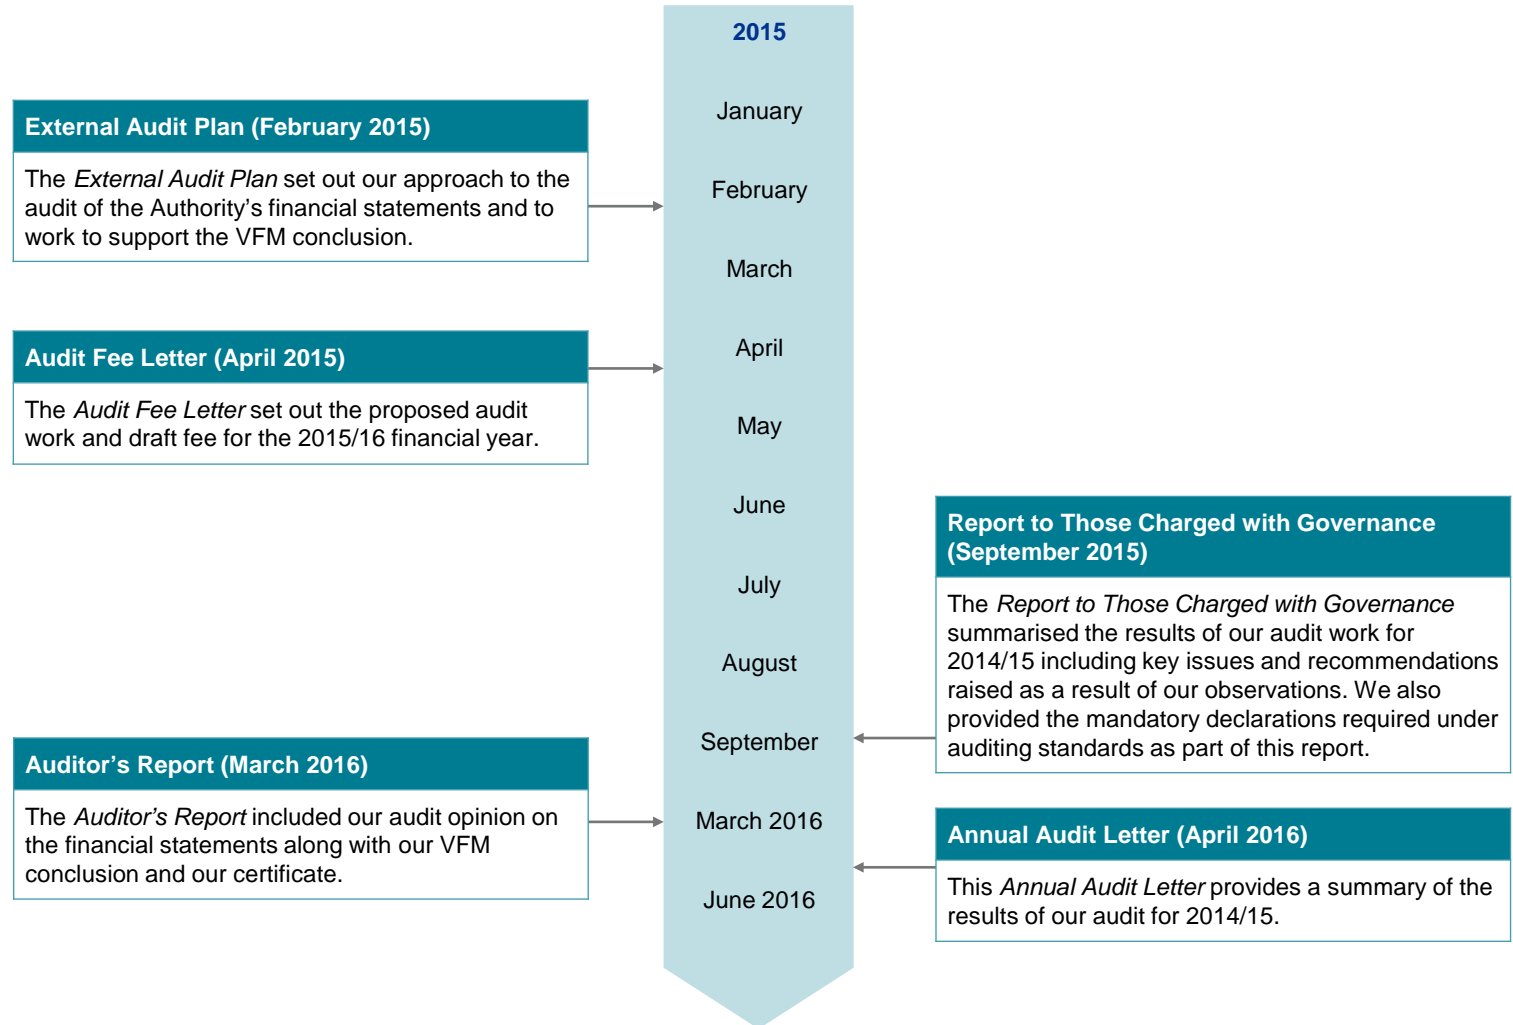 2015
January
February
March
April
May
June
July
August
September
March 2016
June 2016
External Audit Plan (February 2015)
The External Audit Plan set out our approach to the
audit of the Authority’s financial statements and to
work to support the VFM conclusion.
Audit Fee Letter (April 2015)
The Audit Fee Letter set out the proposed audit
work and draft fee for the 2015/16 financial year.
Report to Those Charged with Governance
(September 2015)
The Report to Those Charged with Governance
summarised the results of our audit work for
2014/15 including key issues and recommendations
raised as a result of our observations. We also
provided the mandatory declarations required under
auditing standards as part of this report.
Auditor’s Report (March 2016)
The Auditor’s Report included our audit opinion on
the financial statements along with our VFM
conclusion and our certificate.
Annual Audit Letter (April 2016)
This Annual Audit Letter provides a summary of the
results of our audit for 2014/15.